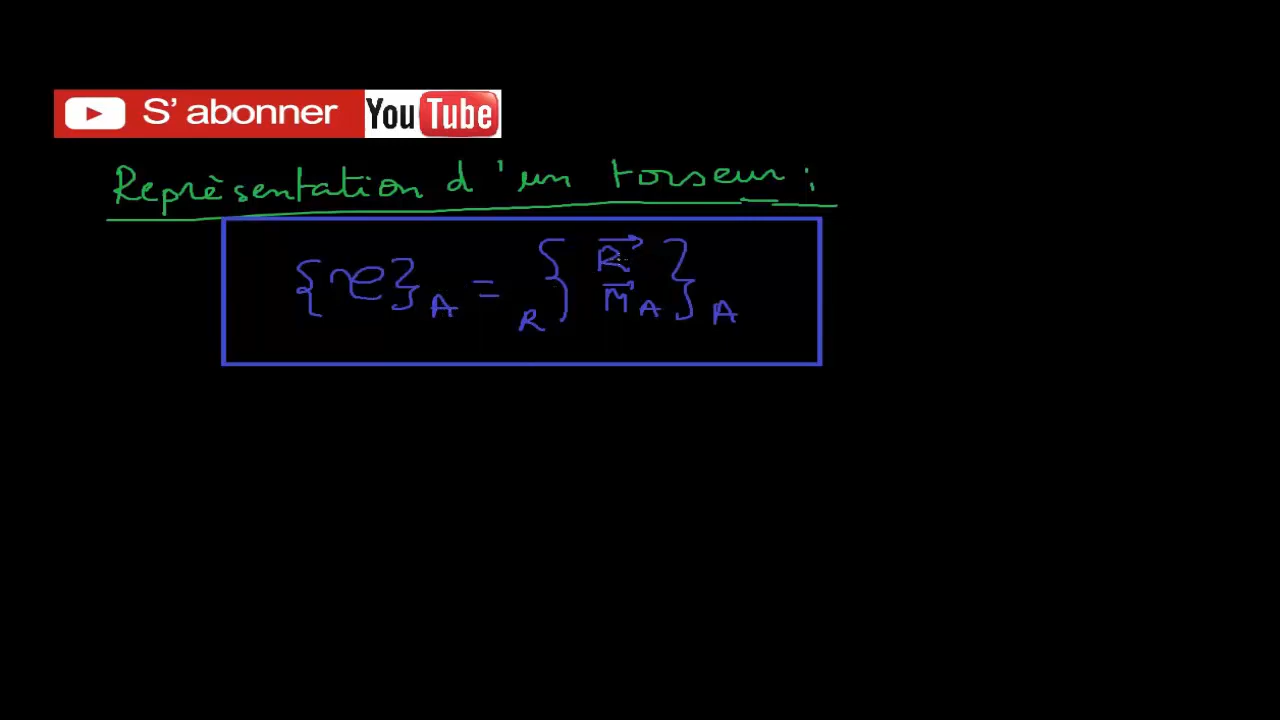 S' abonner YouTube
Reprèsentation d'un torseur :
{τ}A = R { R⃗
M⃗A }A